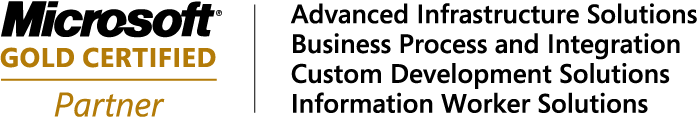 Microsoft®
GOLD CERTIFIED
Partner
Advanced Infrastructure Solutions
Business Process and Integration
Custom Development Solutions
Information Worker Solutions